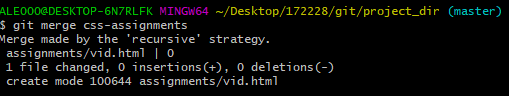 ALEOOO@DESKTOP-6N7RLFK MINGW64 ~/Desktop/172228/git/project_dir (master)
$ git merge css-assignments
Merge made by the 'recursive' strategy.
 assignments/vid.html | 0
 1 file changed, 0 insertions(+), 0 deletions(-)
 create mode 100644 assignments/vid.html